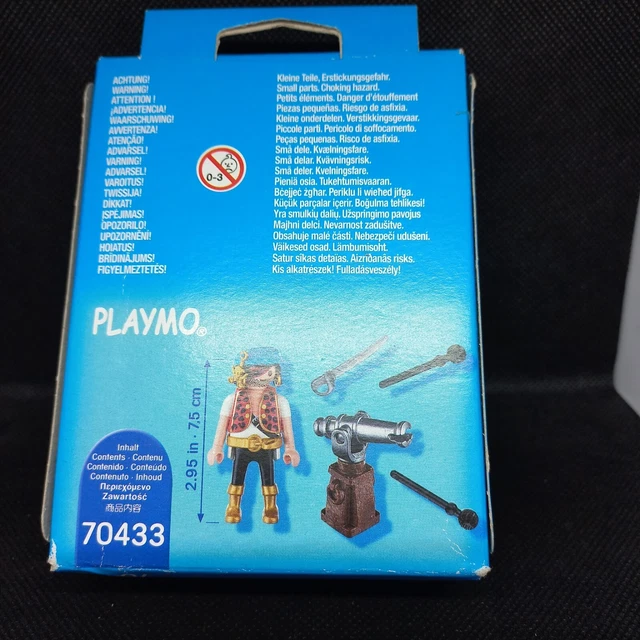 ACHTUNG! Kleine Teile, Erstickungsgefahr.
WARNING! Small parts. Choking hazard.
ATTENTION ! Petits éléments. Danger d'étouffement
¡ADVERTENCIA! Piezas pequeñas. Riesgo de asfixia.
WAARSCHUWING! Kleine onderdelen. Verstikkingsgevaar.
AVVERTENZA! Piccole parti. Pericolo di soffocamento.
ATENÇÃO! Peças pequenas. Risco de asfixia.
ADVARSEL! Små dele. Kvælningsfare.
VARNING! Små delar. Kvävningsrisk.
ADVARSEL! Små deler. Kvelningsfare.
VAROITUS! Pieniä osia. Tukehtumisvaaran.
TWISSIJA! Bċejjeċ żgħar. Periklu li wieħed jifga.
DİKKAT! Küçük parçalar içerir. Boğulma tehlikesi!
ĮSPĖJIMAS! Yra smulkių dalių. Užspringimo pavojus
OPOZORILO! Majhni delci. Nevarnost zadušitve.
UPOZORNĚNÍ! Obsahuje malé části. Nebezpečí udušení.
HOIATUS! Väikesed osad. Lämbumisoht.
BRĪDINĀJUMS! Satur sīkas detaļas. Aizrīšanās risks.
FIGYELMEZTETÉS! Kis alkatrészek! Fulladásveszély!
0-3
PLAYMO®
2.95 in - 7,5 cm
Inhalt
Contents · Contenu
Contenido · Conteúdo
Contenuto · Inhoud
Περιεχόμενο
Zawartość
商品内容
70433